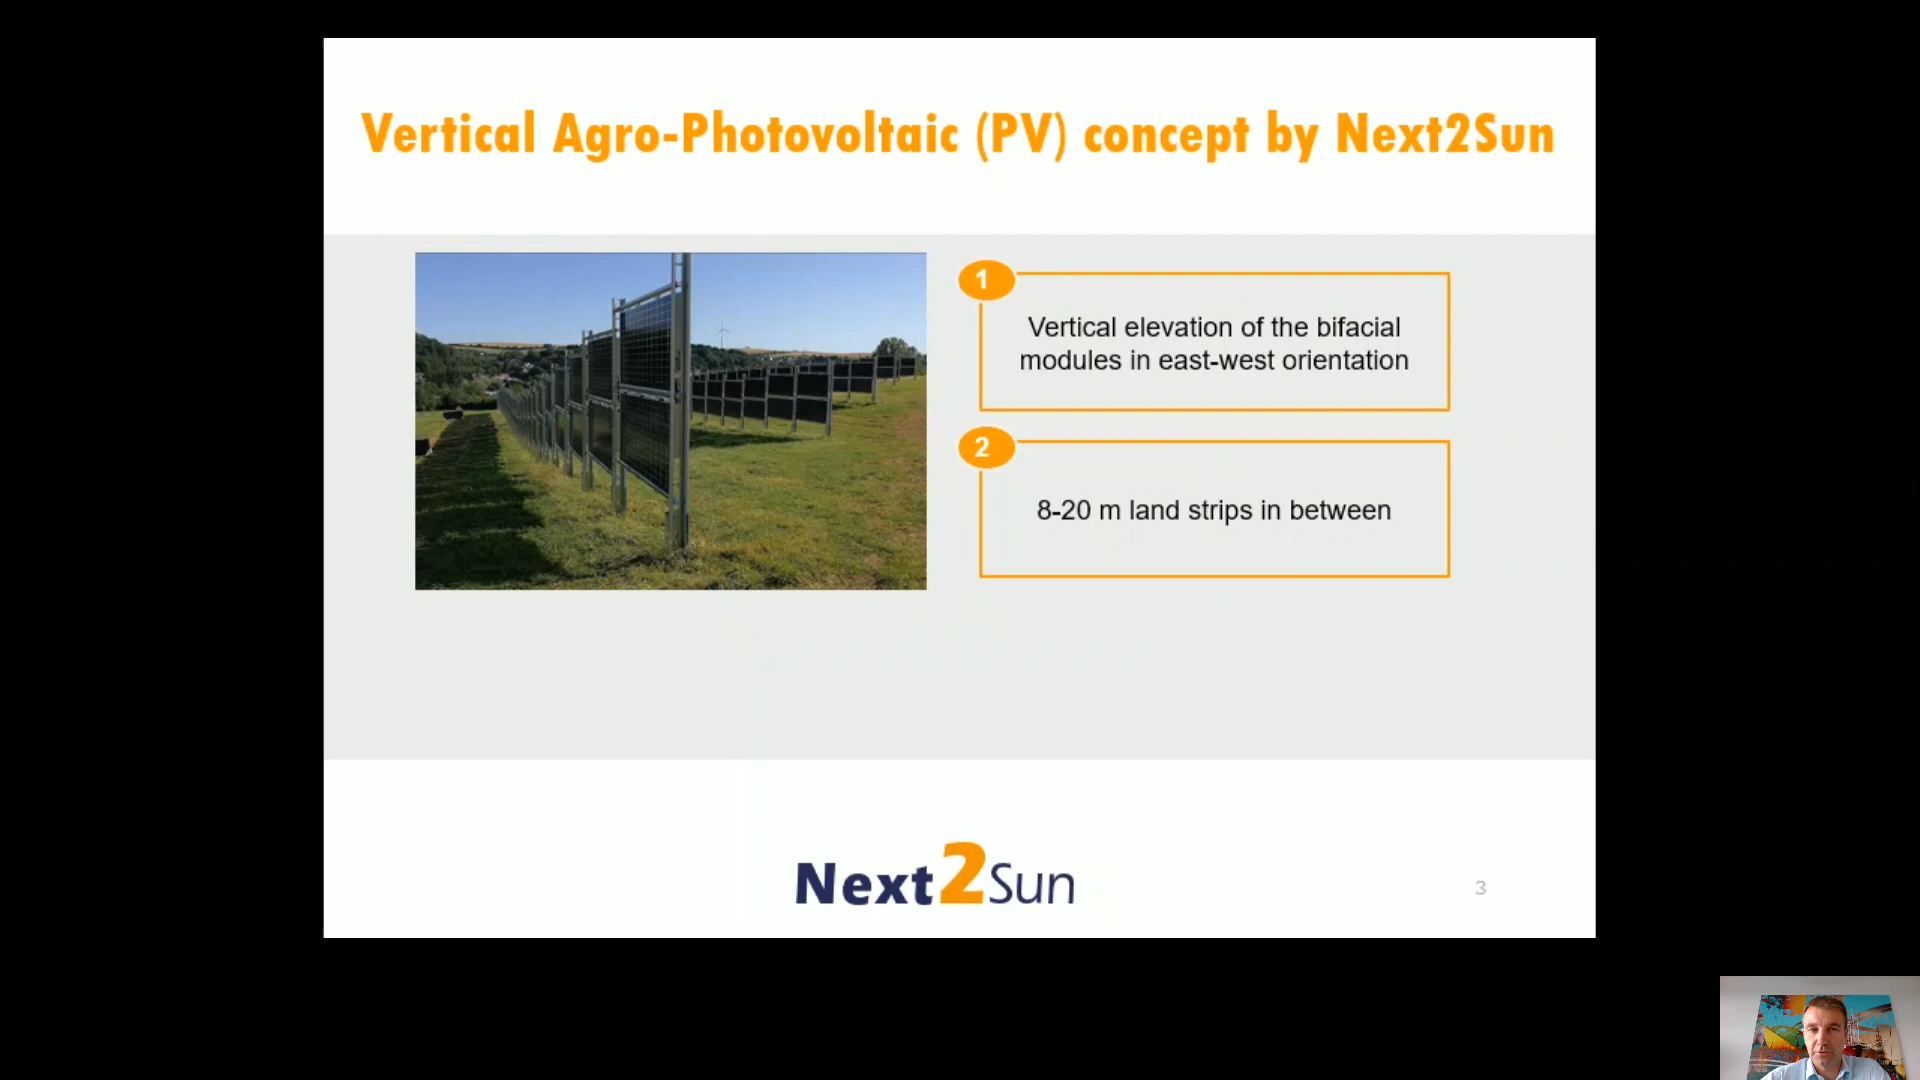 Vertical Agro-Photovoltaic (PV) concept by Next2Sun
1
Vertical elevation of the bifacial
modules in east-west orientation
2
8-20 m land strips in between
Next2Sun
3